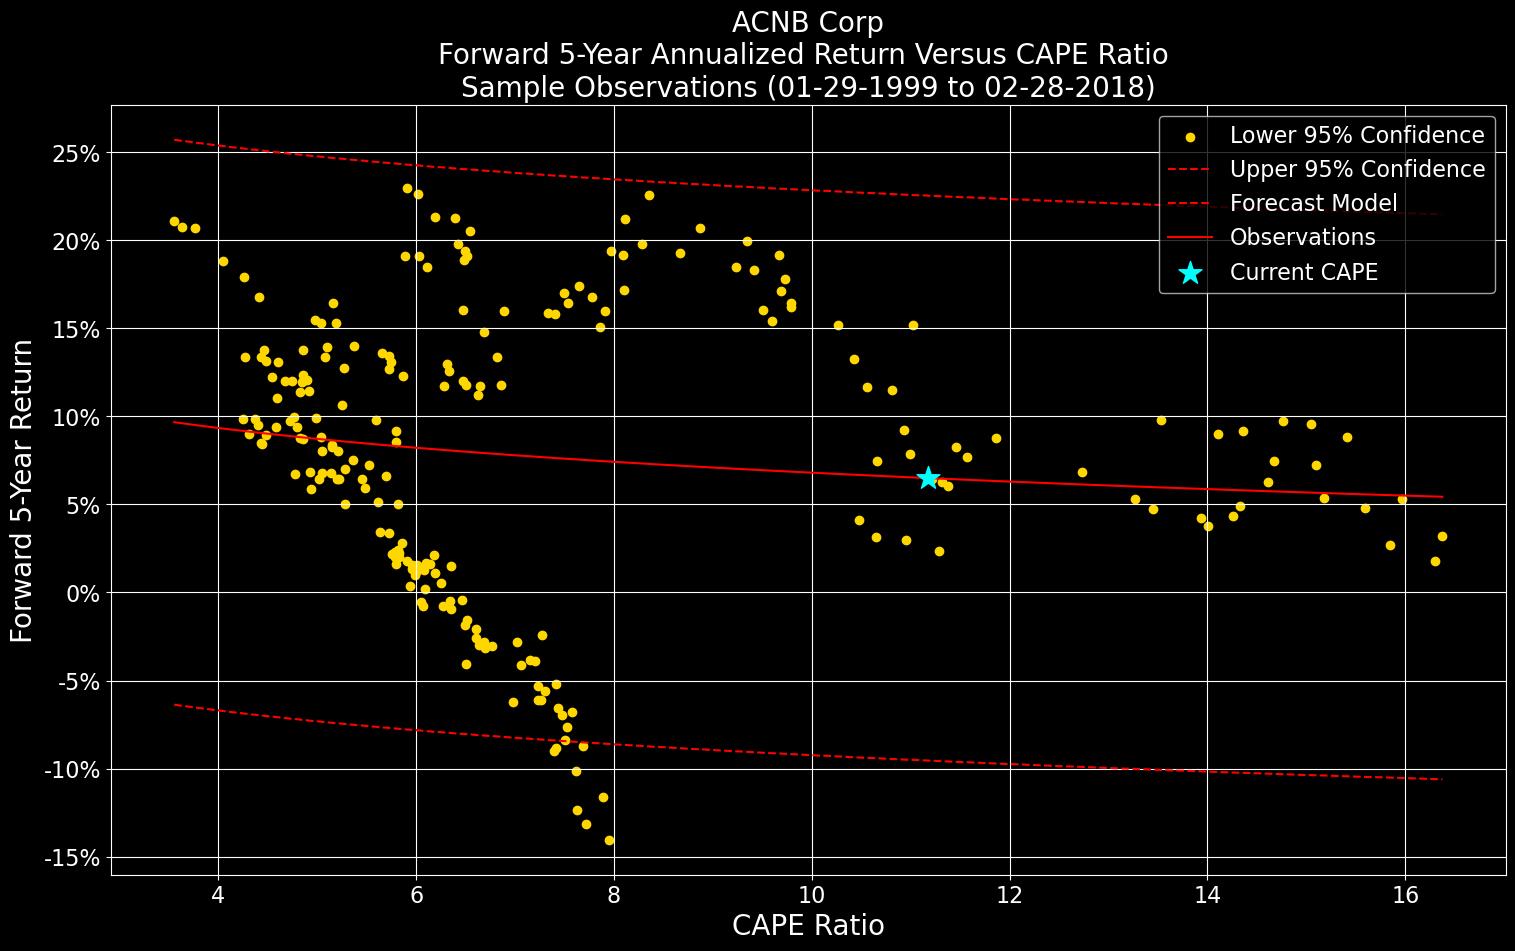 ACNB Corp
Forward 5-Year Annualized Return Versus CAPE Ratio
Sample Observations (01-29-1999 to 02-28-2018)
Lower 95% Confidence
Upper 95% Confidence
Forecast Model
Observations
Current CAPE
Forward 5-Year Return
25%
20%
15%
10%
5%
0%
-5%
-10%
-15%
4 6 8 10 12 14 16
CAPE Ratio